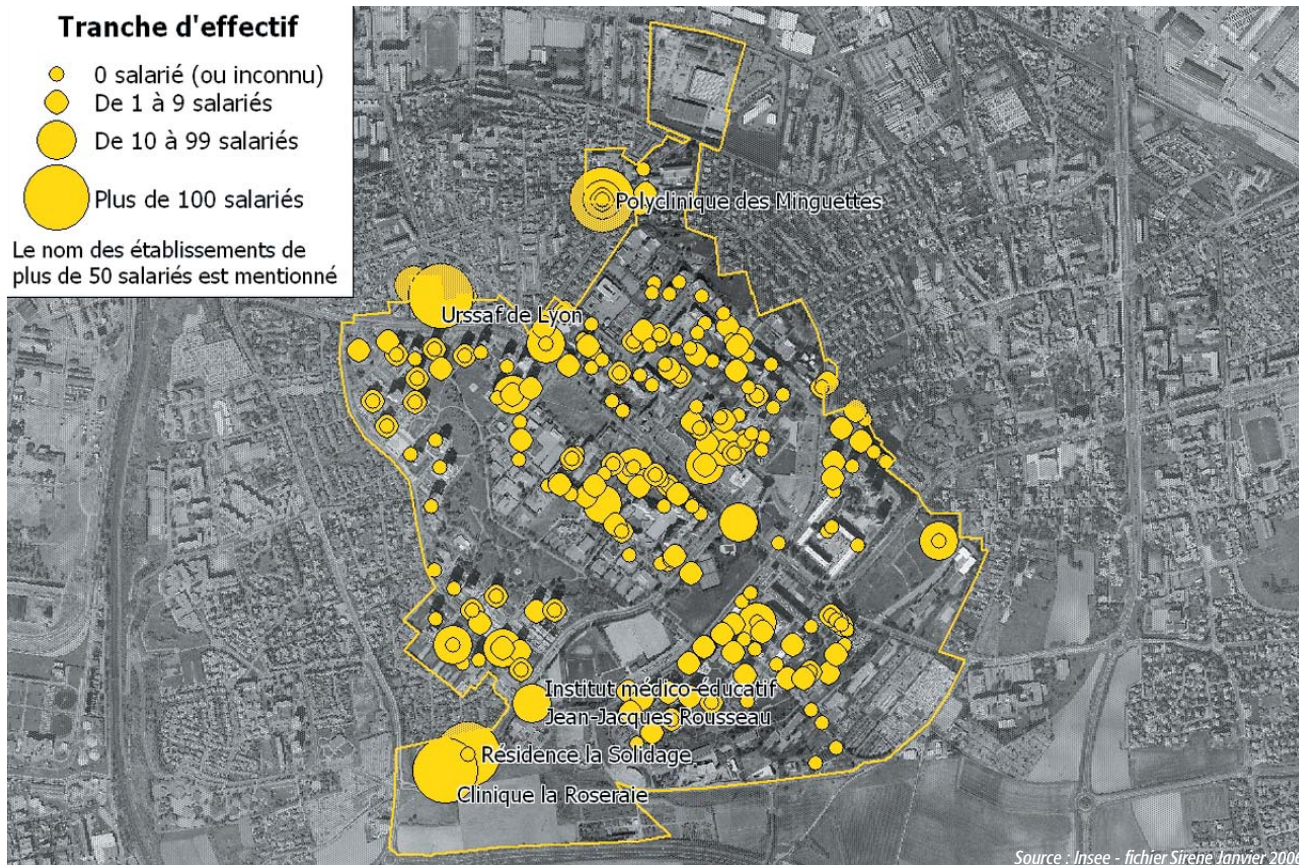 Tranche d'effectif
0 salarié (ou inconnu)
De 1 à 9 salariés
De 10 à 99 salariés
Plus de 100 salariés
Le nom des établissements de
plus de 50 salariés est mentionné
Polyclinique des Minguettes
Urssaf de Lyon
Institut médico-éducatif
Jean-Jacques Rousseau
Résidence la Solidage
Clinique la Roseraie
Source : Insee - fichier Sirene Janvier